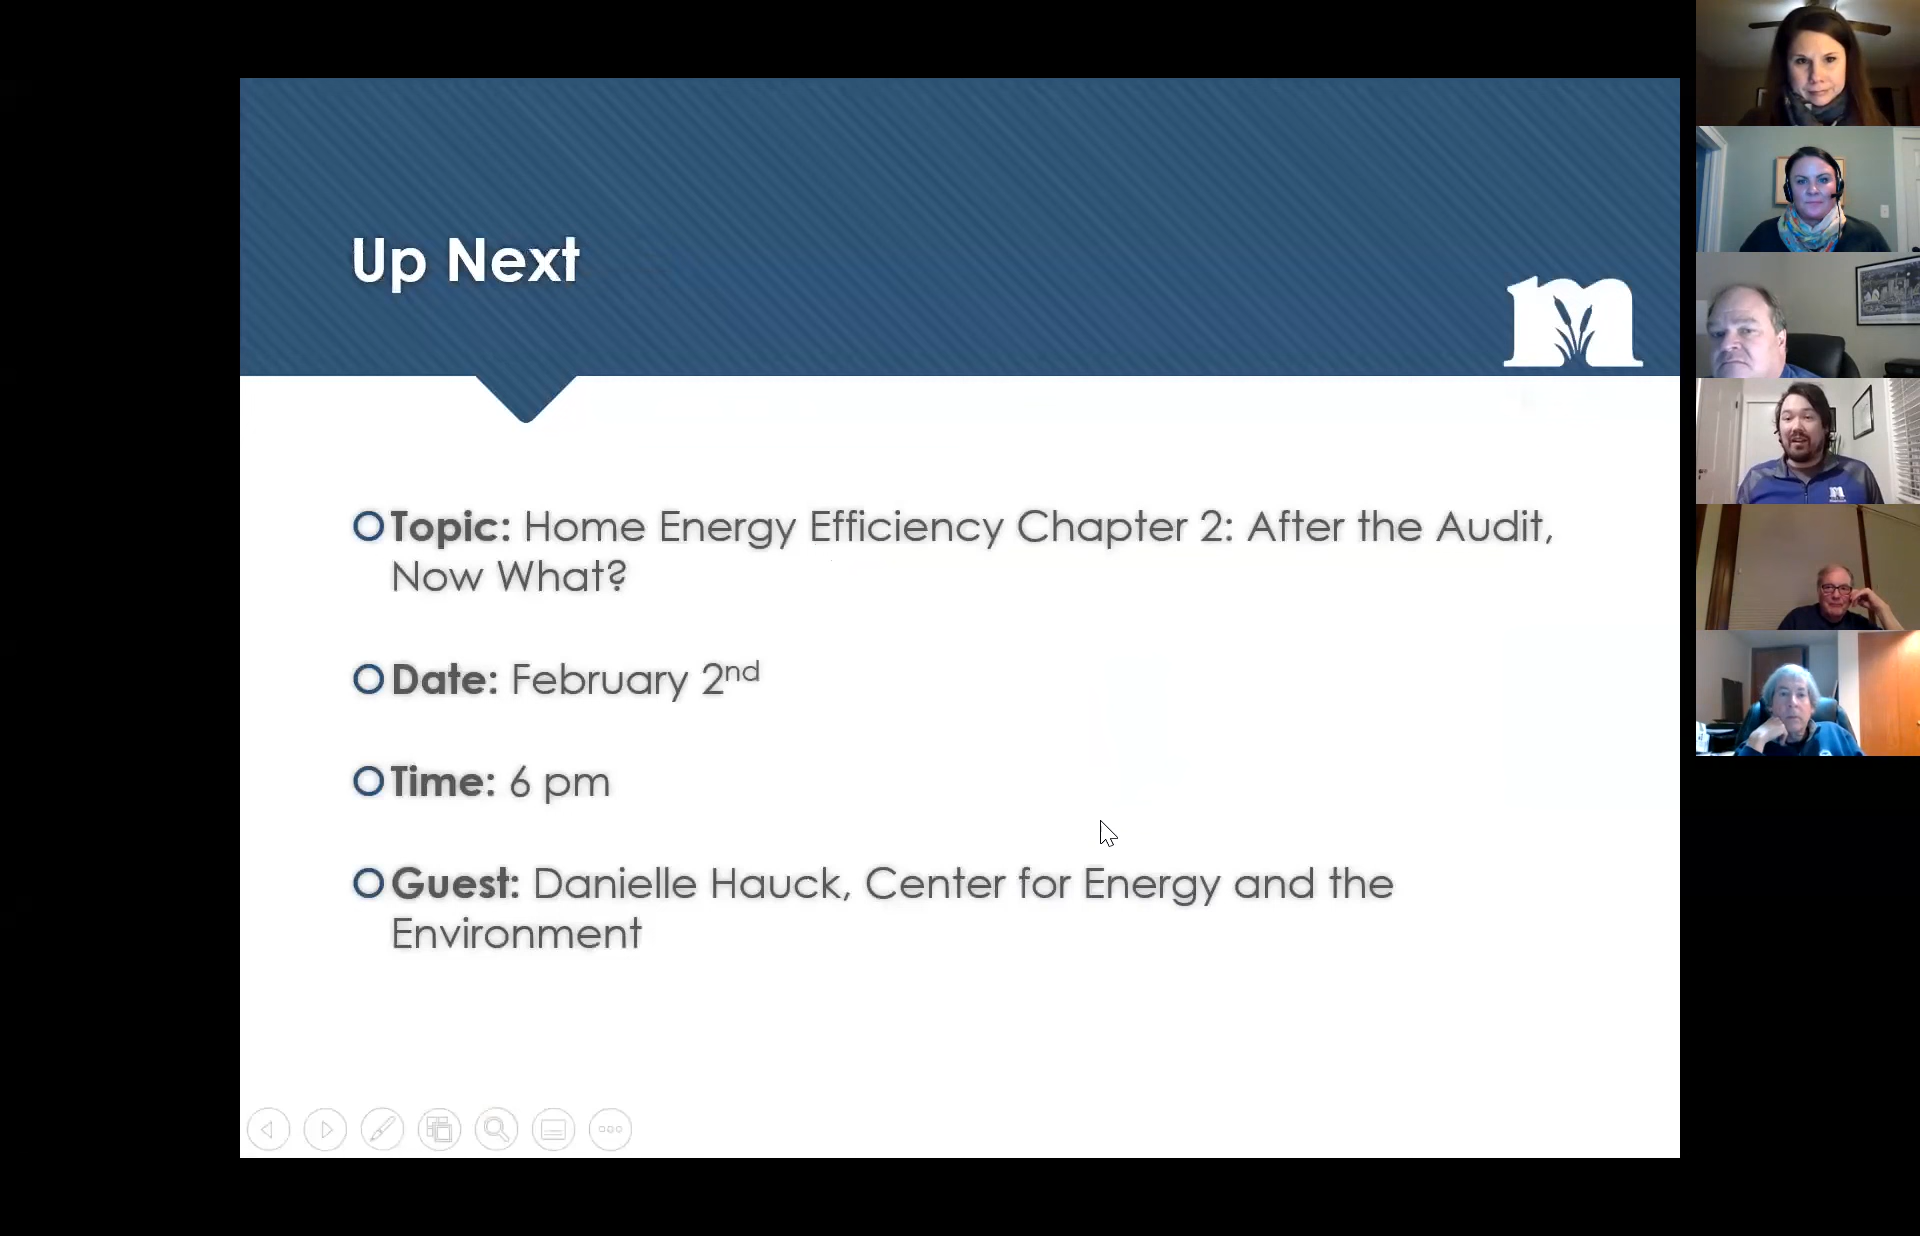 Up Next
m
Topic: Home Energy Efficiency Chapter 2: After the Audit,
Now What?
Date: February 2nd
Time: 6 pm
Guest: Danielle Hauck, Center for Energy and the
Environment